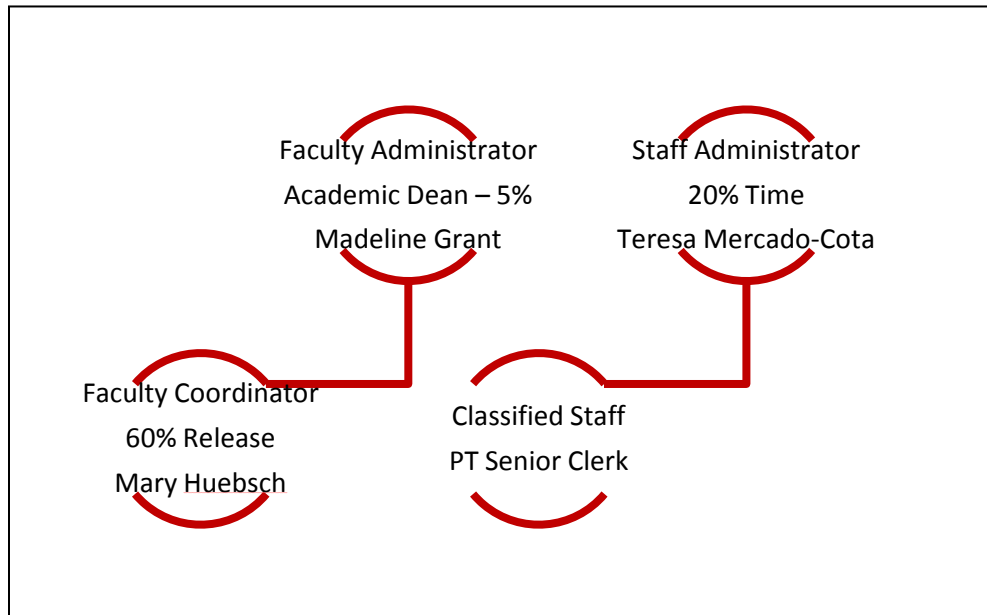 Faculty Administrator
Academic Dean – 5%
Madeline Grant
Staff Administrator
20% Time
Teresa Mercado-Cota
Faculty Coordinator
60% Release
Mary Huebsch
Classified Staff
PT Senior Clerk